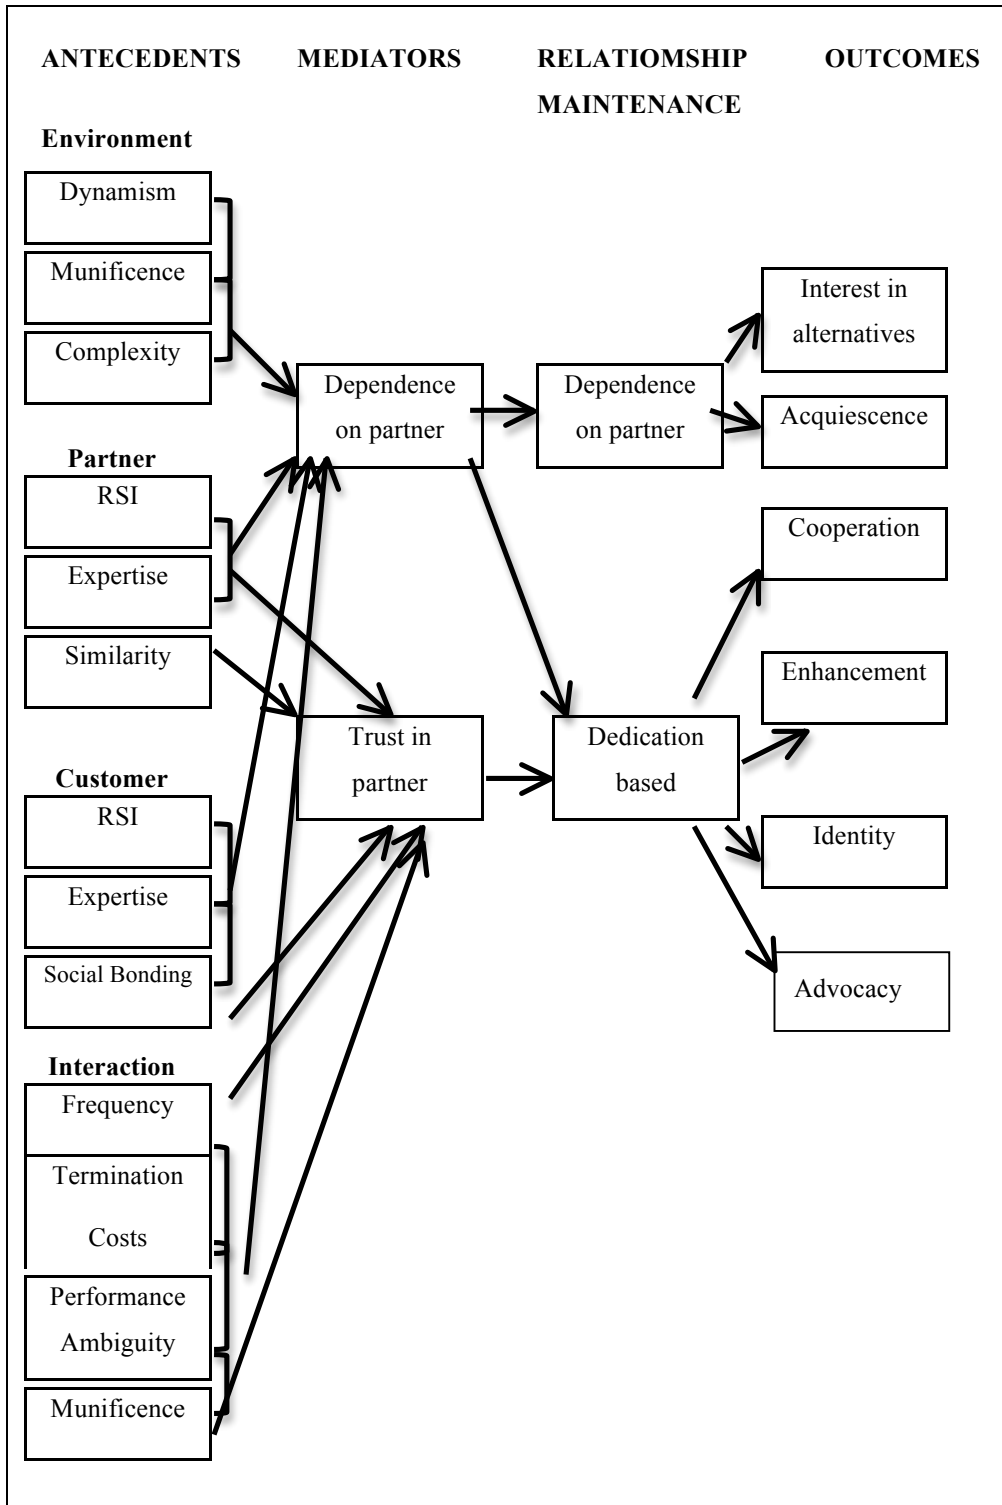 ANTECEDENTS MEDIATORS RELATIOMSHIP OUTCOMES
MAINTENANCE
Environment
Dynamism
Munificence
Complexity
Partner
RSI
Expertise
Similarity
Customer
RSI
Expertise
Social Bonding
Interaction
Frequency
Termination
Costs
Performance
Ambiguity
Munificence
Dependence
on partner
Trust in
partner
Dependence
on partner
Dedication
based
Interest in
alternatives
Acquiescence
Cooperation
Enhancement
Identity
Advocacy